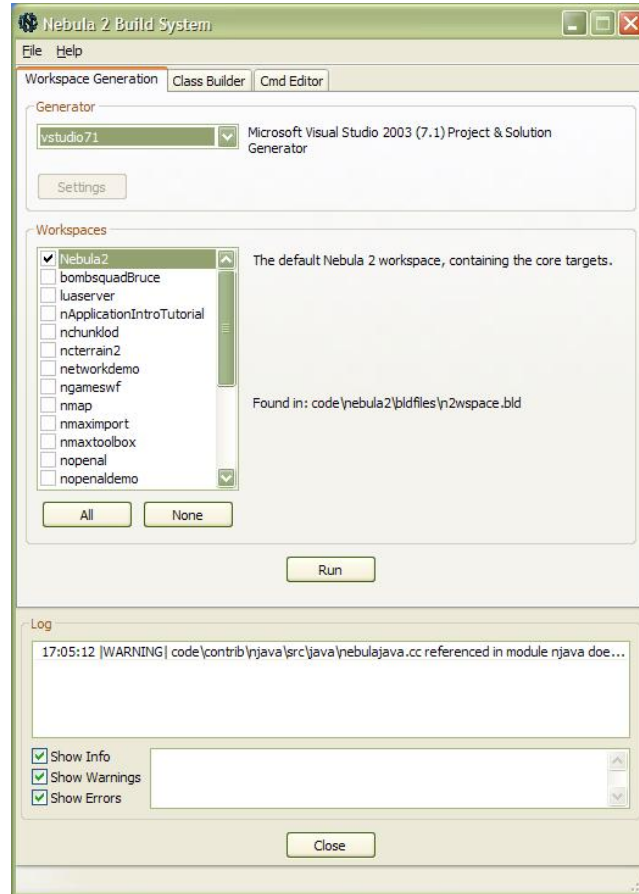 Nebula 2 Build System
File Help
Workspace Generation Class Builder Cmd Editor
Generator
vstudio71
Microsoft Visual Studio 2003 (7.1) Project & Solution
Generator
Settings
Workspaces
Nebula2
The default Nebula 2 workspace, containing the core targets.
bombsquadBruce
luaserver
nApplicationIntroTutorial
nchunklod
ncterrain2
networkdemo
ngameswf
nmap
Found in: code\nebula2\bldfiles\n2wspace.bld
nmaximport
nmaxtoolbox
nopenal
nopenaldemo
All None
Run
Log
17:05:12 |WARNING| code\contrib\njava\src\java\nebulajava.cc referenced in module njava doe...
Show Info
Show Warnings
Show Errors
Close